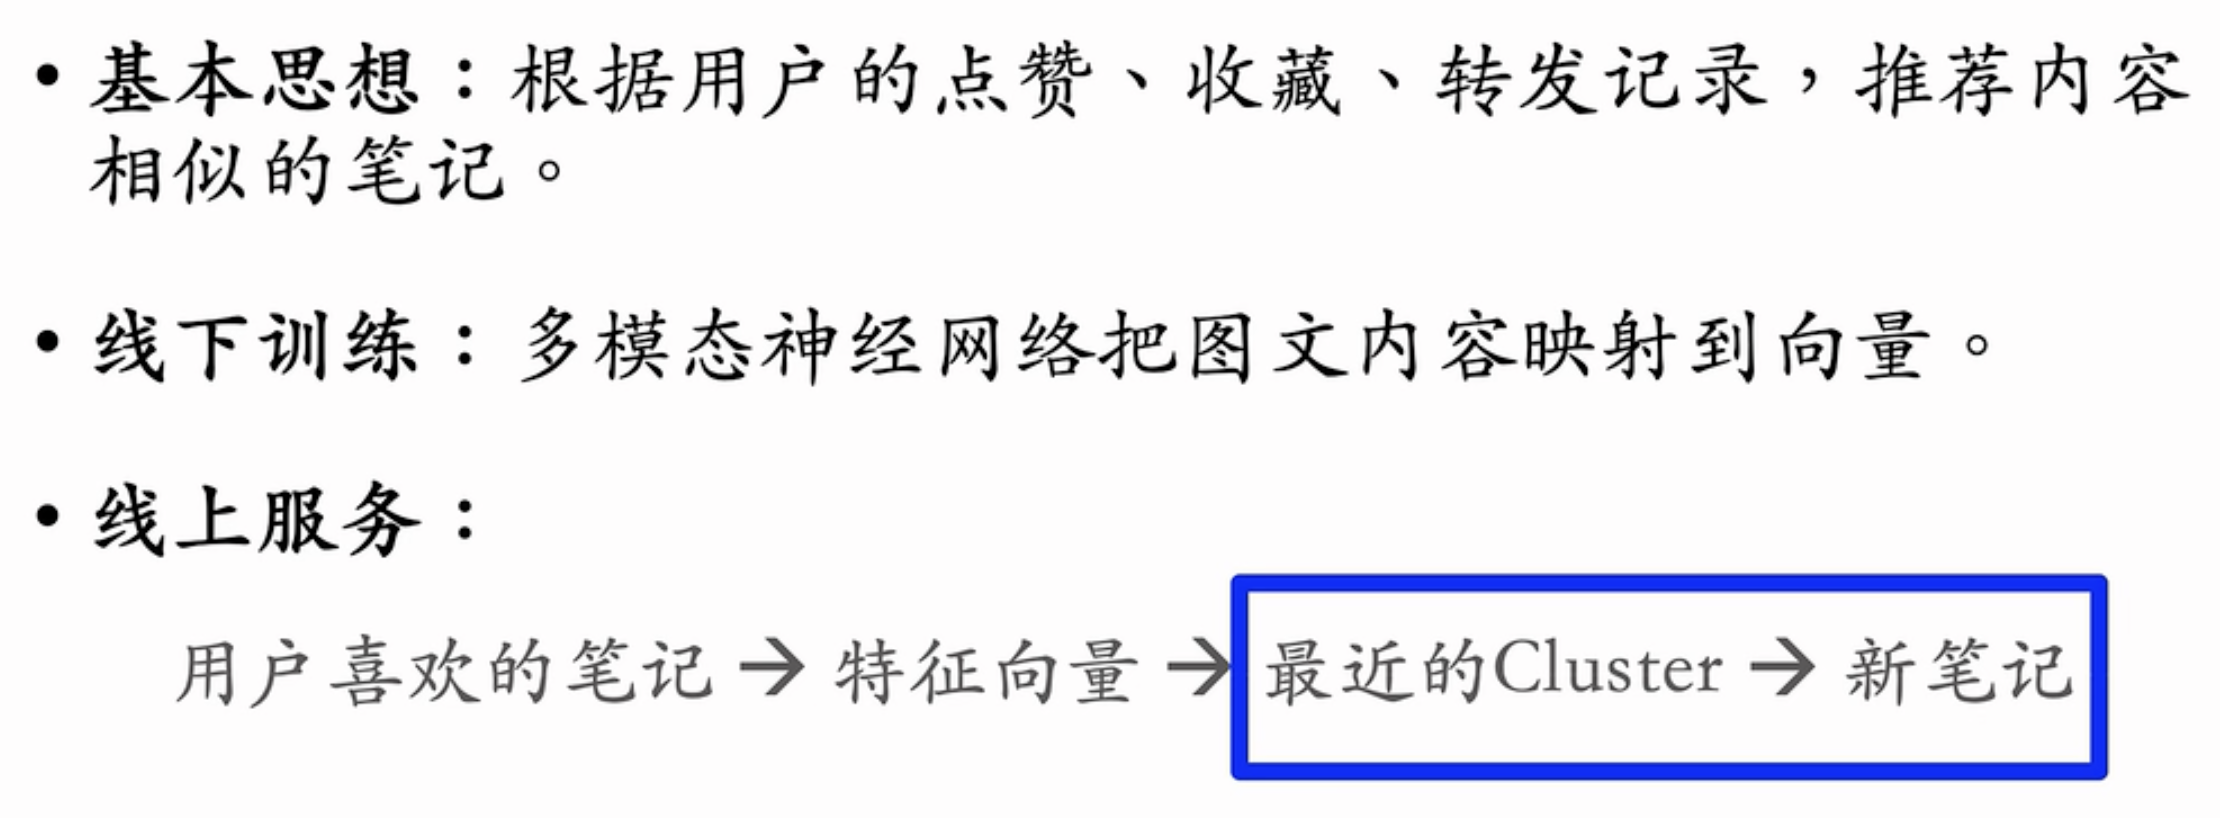 • 基本思想：根据用户的点赞、收藏、转发记录，推荐内容
相似的笔记。
• 线下训练：多模态神经网络把图文内容映射到向量。
• 线上服务：
用户喜欢的笔记 → 特征向量 → 最近的Cluster → 新笔记